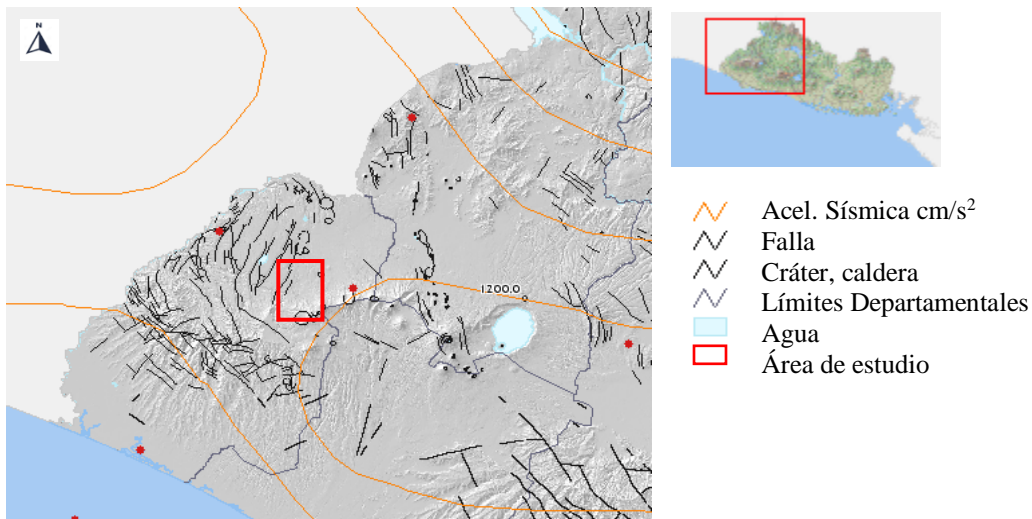 N
1200.0
Acel. Sísmica cm/s²
Falla
Cráter, caldera
Límites Departamentales
Agua
Área de estudio